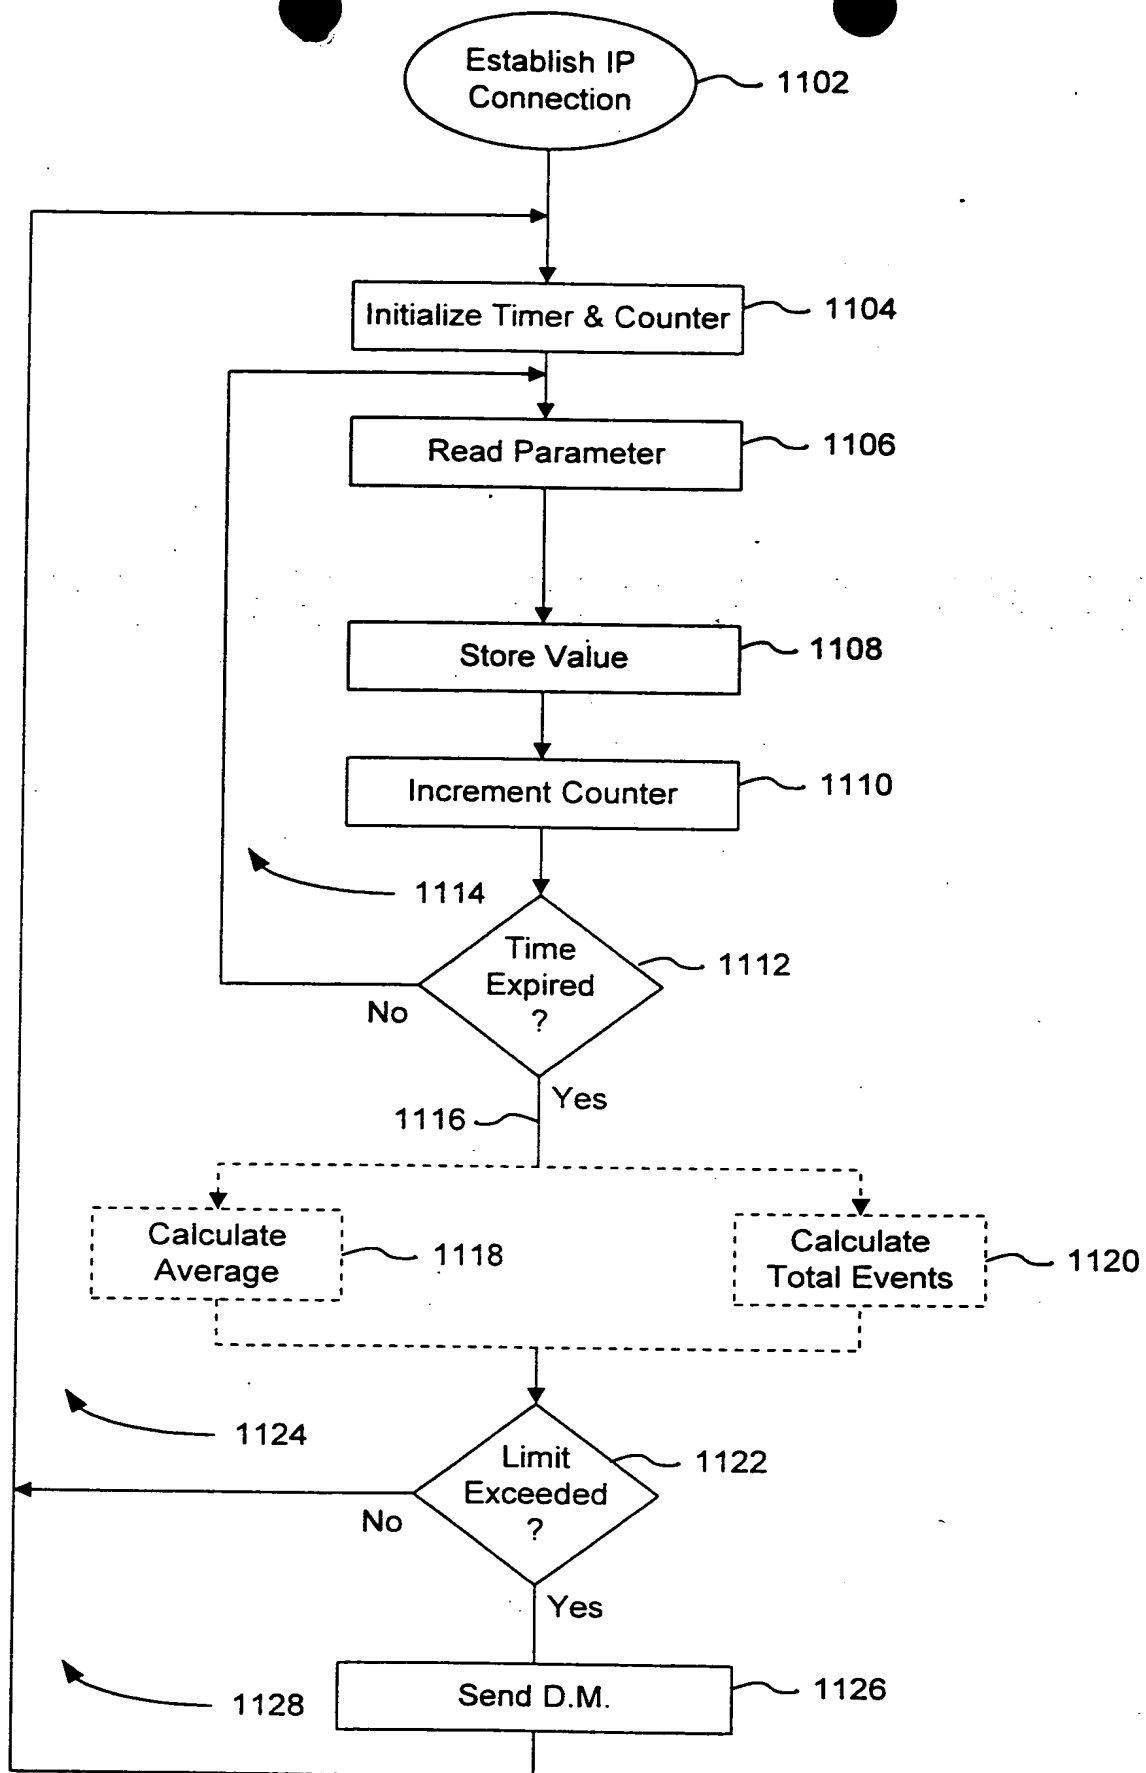 Establish IP
Connection
1102
Initialize Timer & Counter
1104
Read Parameter
1106
Store Value
1108
Increment Counter
1110
1114
Time
Expired
?
1112
No
Yes
1116
Calculate
Average
1118
Calculate
Total Events
1120
1124
Limit
Exceeded
?
1122
No
Yes
1128
Send D.M.
1126